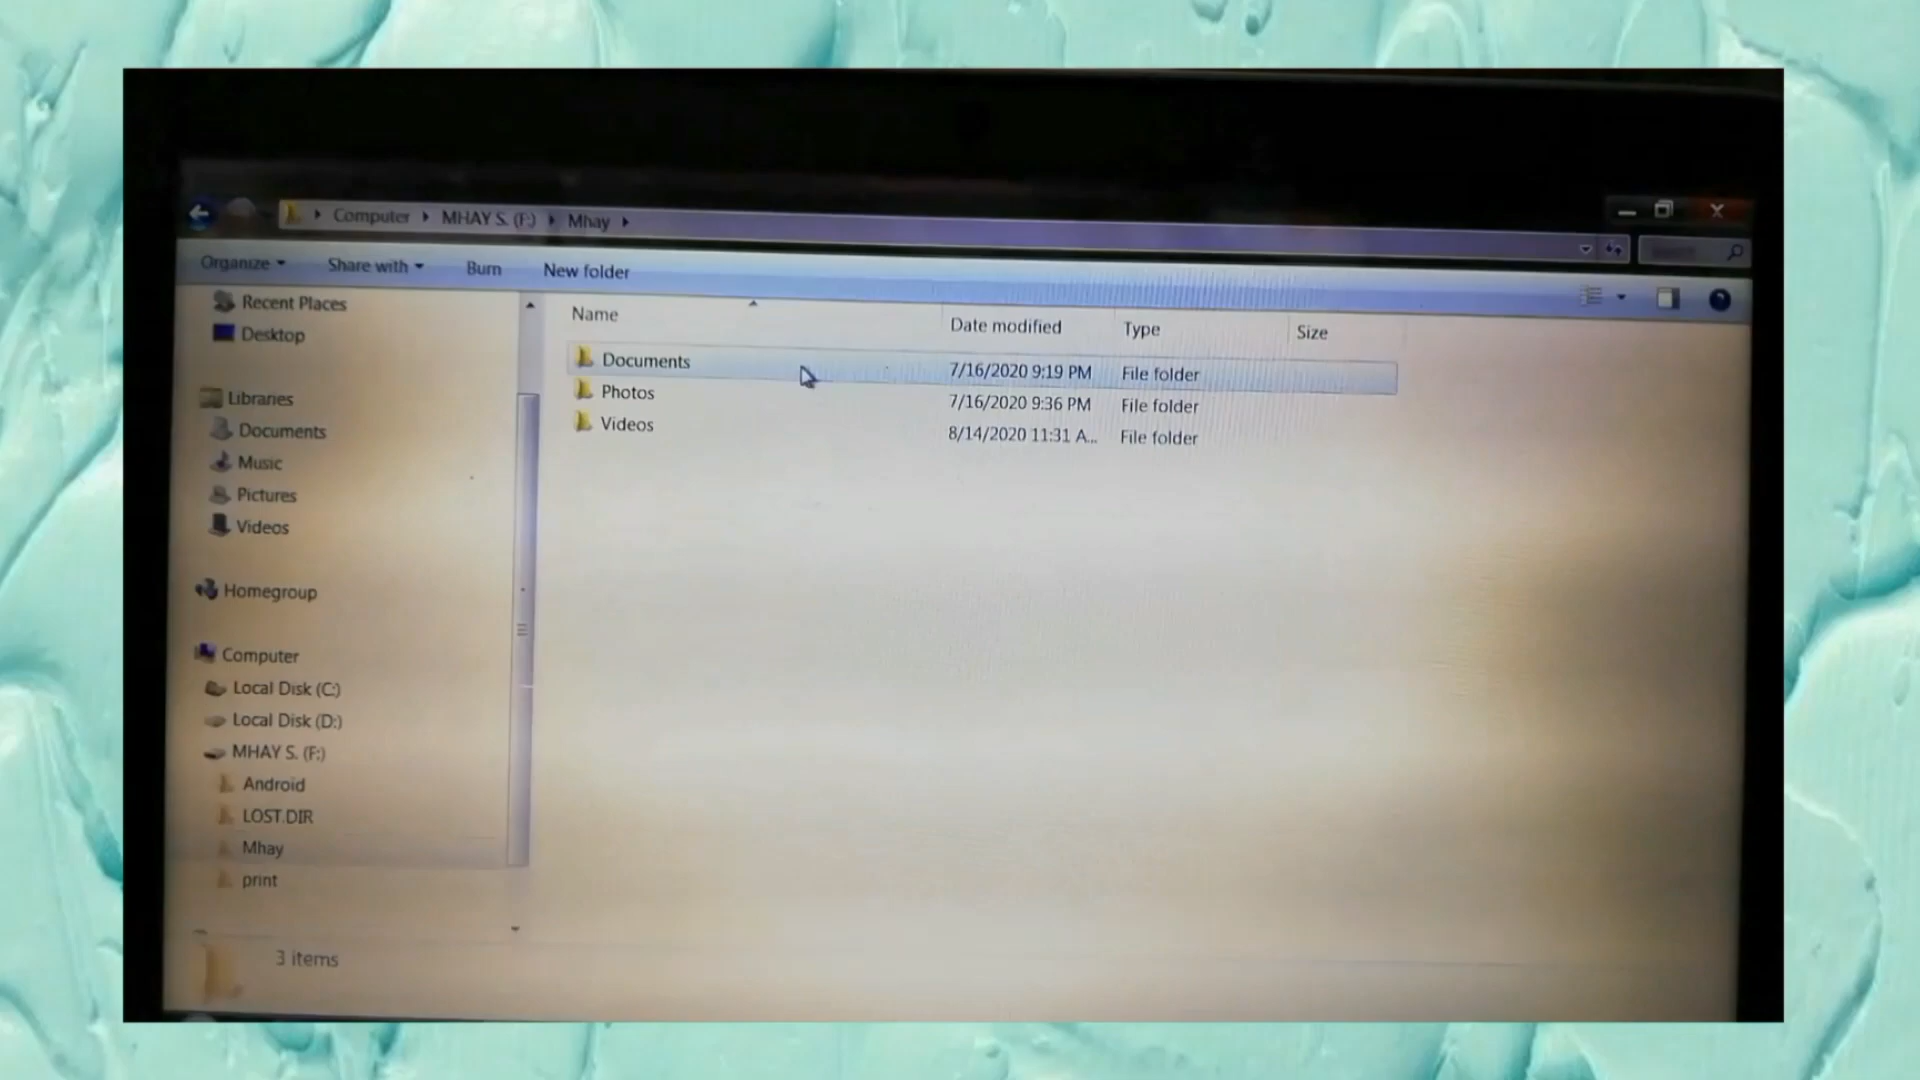 Computer MHAY S. (F:) Mhay
Organize Share with Burn New folder
Name Date modified Type Size
Documents 7/16/2020 9:19 PM File folder
Photos 7/16/2020 9:36 PM File folder
Videos 8/14/2020 11:31 A... File folder
Recent Places
Desktop
Libraries
Documents
Music
Pictures
Videos
Homegroup
Computer
Local Disk (C:)
Local Disk (D:)
MHAY S. (F:)
Android
LOST.DIR
Mhay
print
3 items